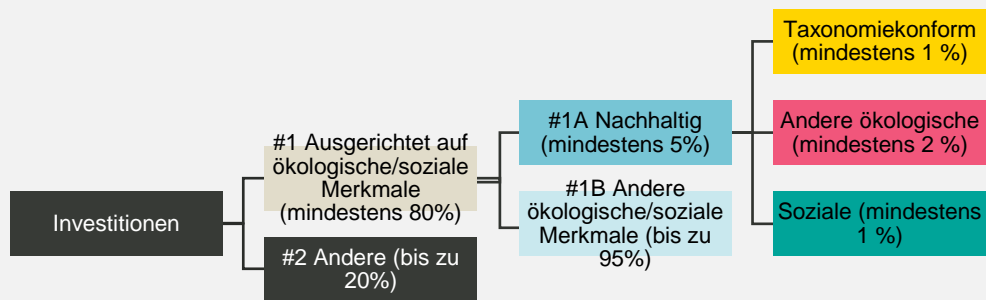 Investitionen
#1 Ausgerichtet auf
ökologische/soziale
Merkmale
(mindestens 80%)
#2 Andere (bis zu
20%)
#1A Nachhaltig
(mindestens 5%)
#1B Andere
ökologische/soziale
Merkmale (bis zu
95%)
Taxonomiekonform
(mindestens 1 %)
Andere ökologische
(mindestens 2 %)
Soziale (mindestens
1 %)